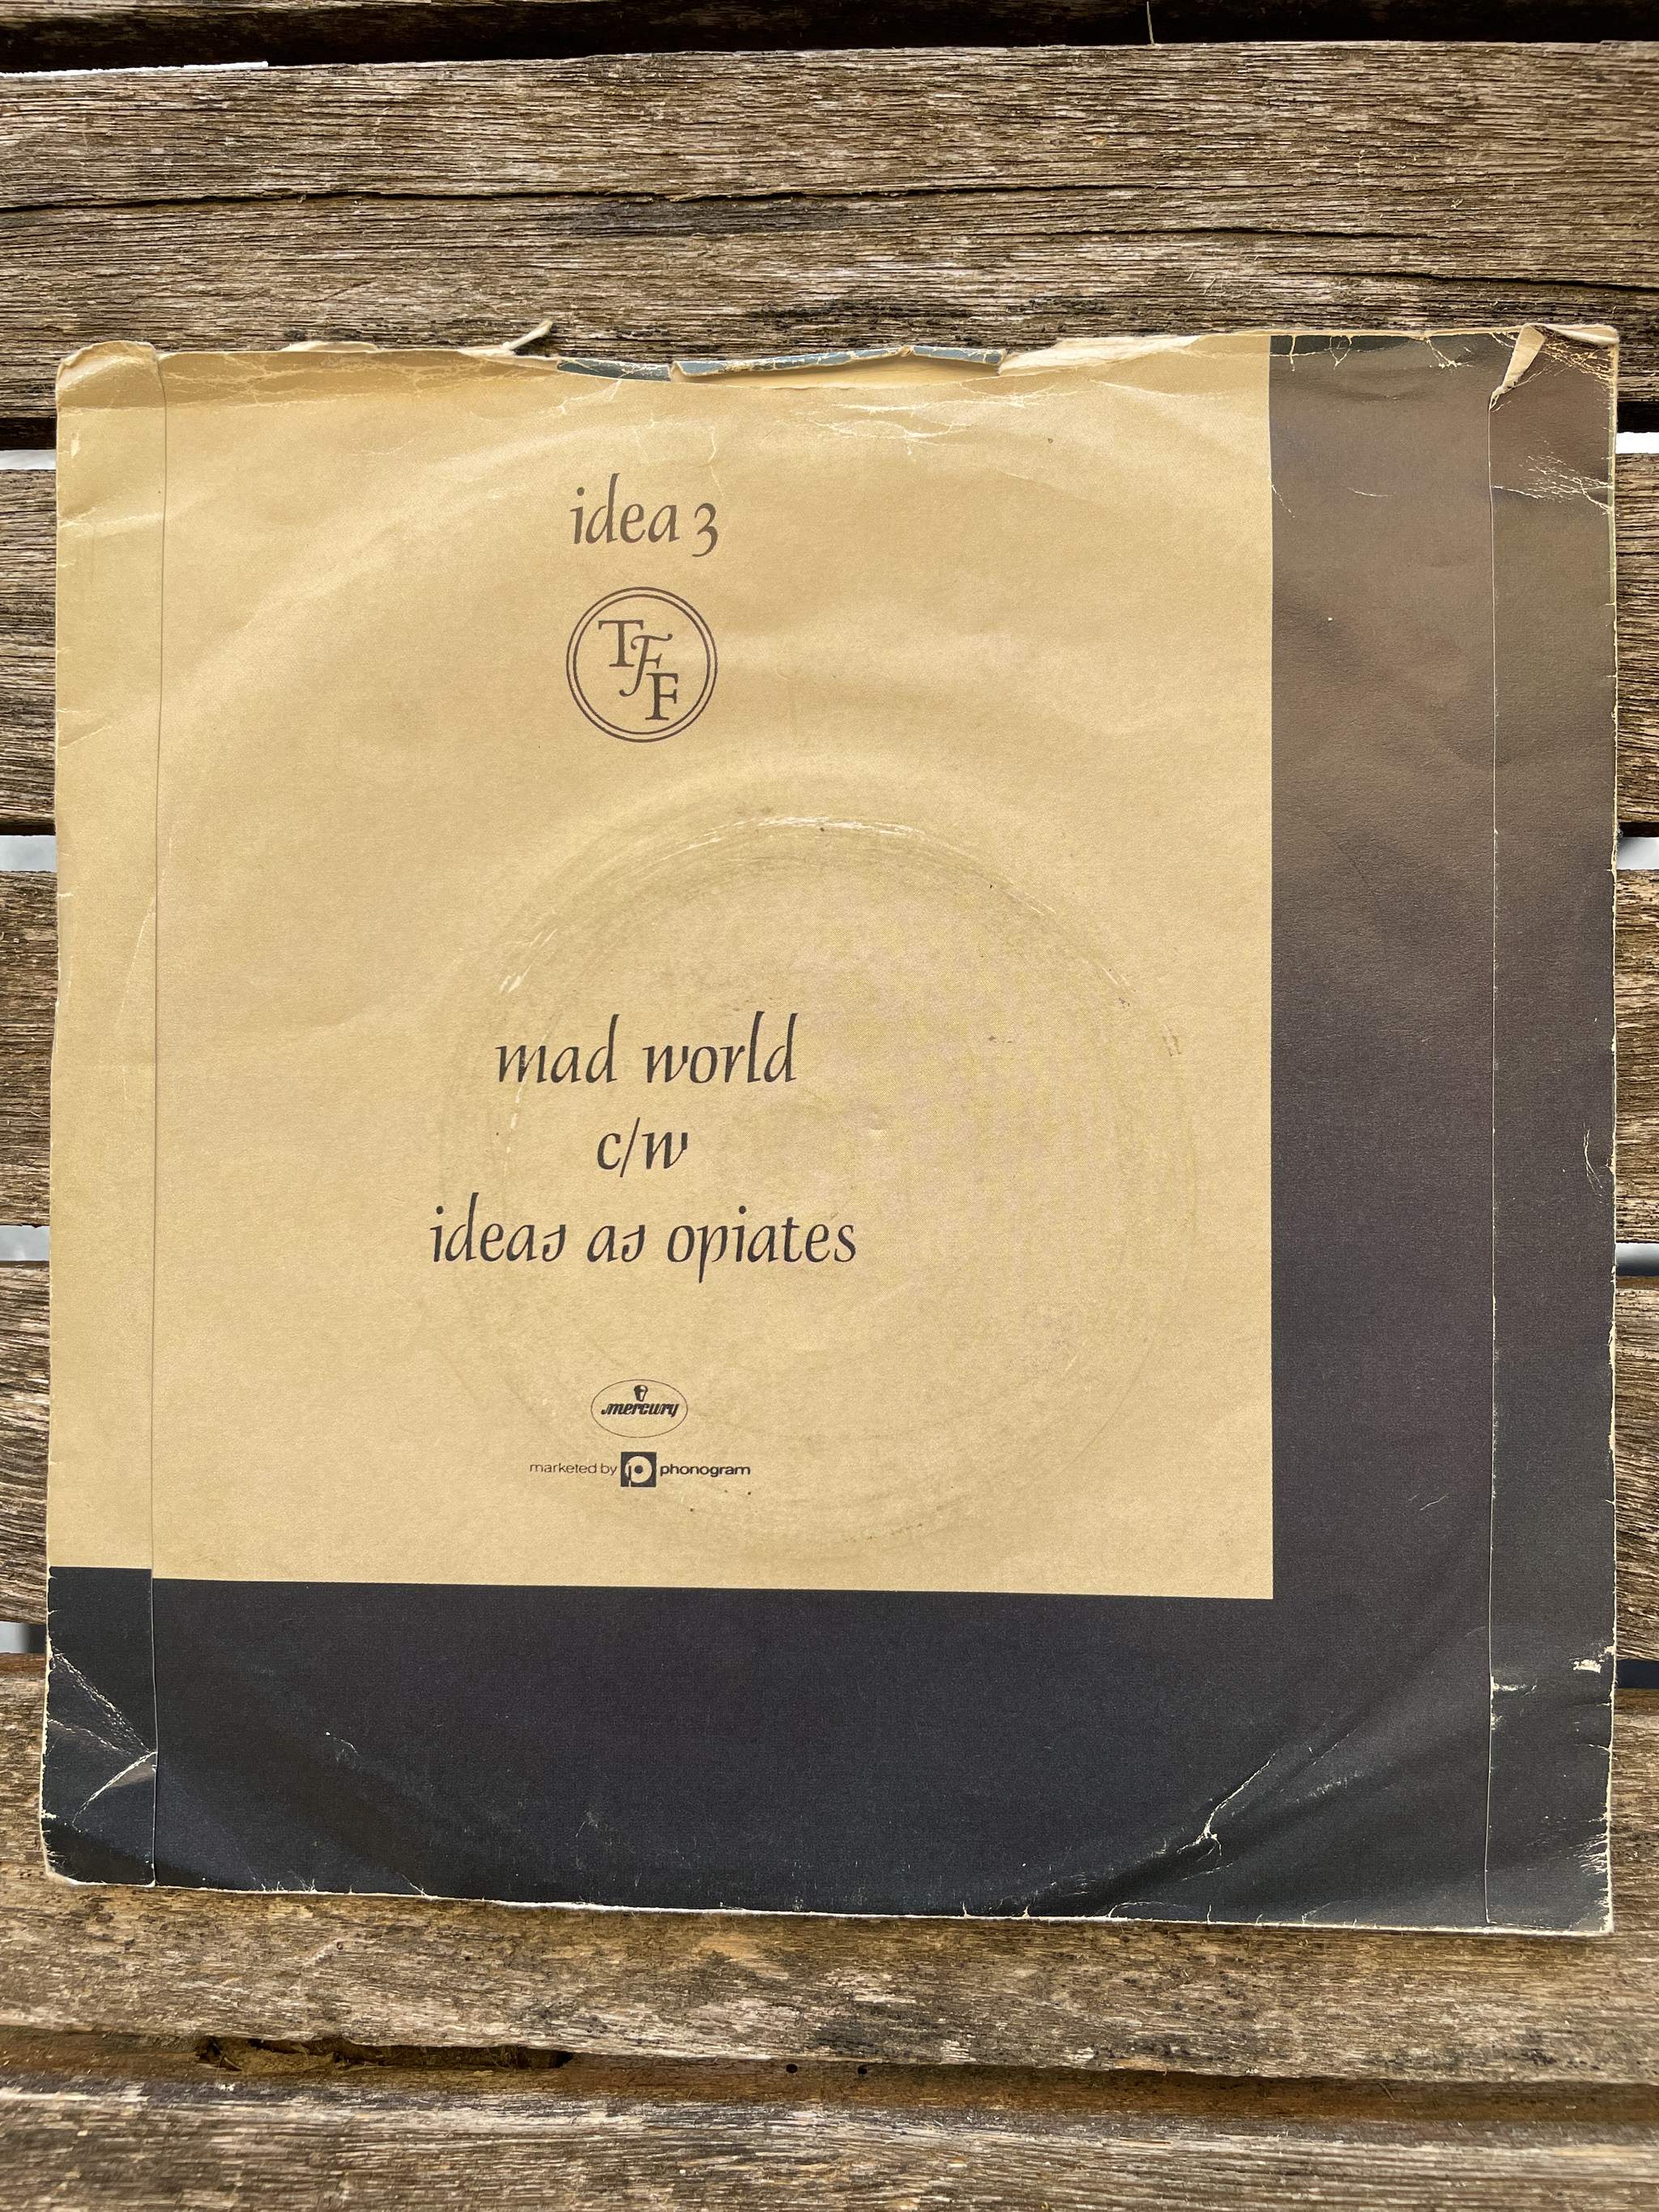 idea 3
TFF
mad world
c/w
ideas as opiates
mercury
marketed by phonogram